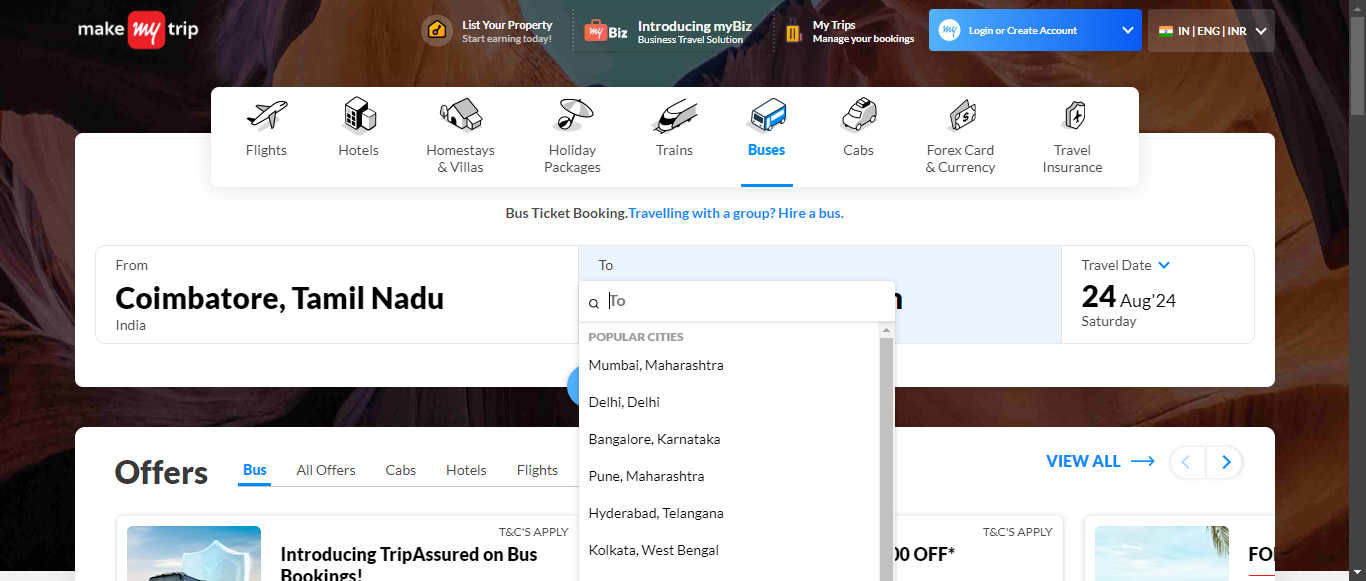 make my trip
List Your Property
Start earning today!
my Biz
Introducing myBiz
Business Travel Solution
My Trips
Manage your bookings
my
Login or Create Account
IN | ENG | INR
Flights
Hotels
Homestays
& Villas
Holiday
Packages
Trains
Buses
Cabs
Forex Card
& Currency
Travel
Insurance
Bus Ticket Booking.Travelling with a group? Hire a bus.
From
Coimbatore, Tamil Nadu
India
To
To
POPULAR CITIES
Mumbai, Maharashtra
Delhi, Delhi
Bangalore, Karnataka
Pune, Maharashtra
Hyderabad, Telangana
Kolkata, West Bengal
Travel Date
24 Aug'24
Saturday
Offers
Bus
All Offers
Cabs
Hotels
Flights
VIEW ALL
T&C'S APPLY
Introducing TripAssured on Bus
Bookings!
T&C'S APPLY
00 OFF*